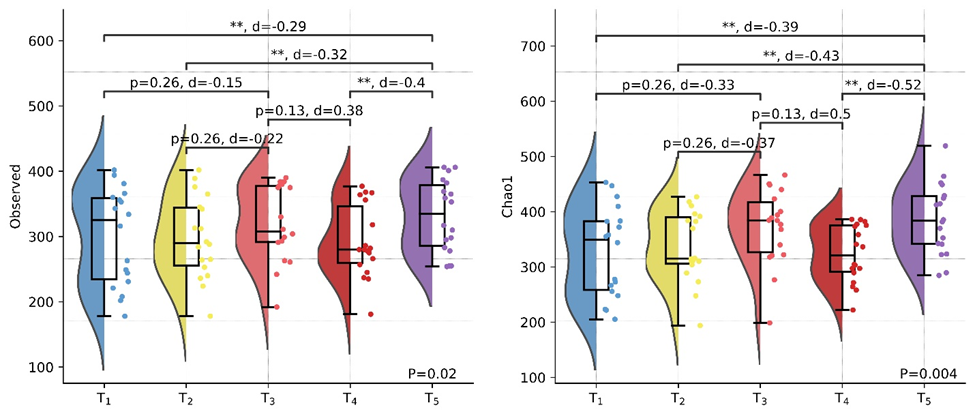 600
500
400
300
200
100
Observed
**, d=-0.29
**, d=-0.32
p=0.26, d=-0.15
**, d=-0.4
p=0.13, d=0.38
p=0.26, d=-0.22
P=0.02
T1
T2
T3
T4
T5
700
600
500
400
300
200
100
Chao1
**, d=-0.39
**, d=-0.43
p=0.26, d=-0.33
**, d=-0.52
p=0.13, d=0.5
p=0.26, d=-0.37
P=0.004
T1
T2
T3
T4
T5